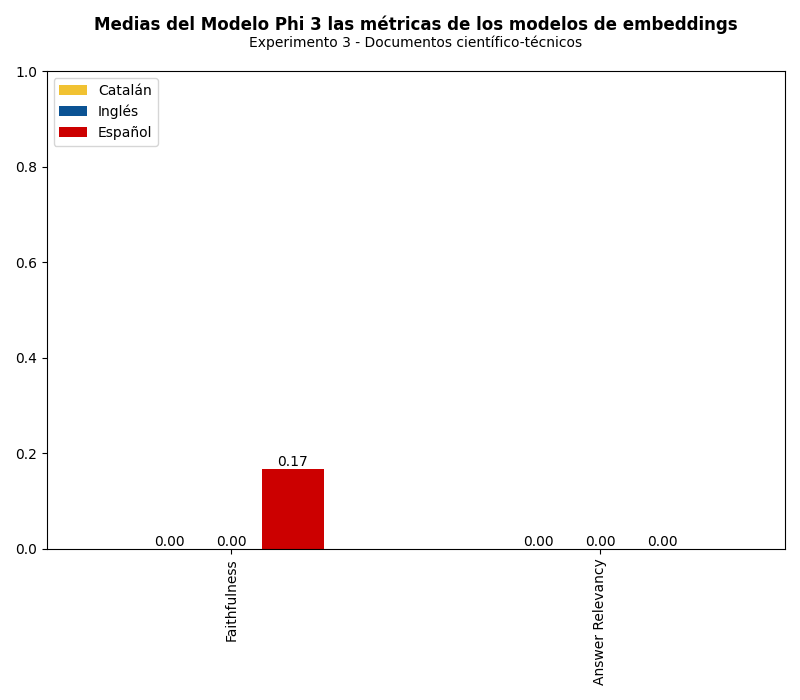 Medias del Modelo Phi 3 las métricas de los modelos de embeddings
Experimento 3 - Documentos científico-técnicos
Catalán
Inglés
Español
1.0
0.8
0.6
0.4
0.2
0.0
0.00
0.00
0.17
0.00
0.00
0.00
Faithfulness
Answer Relevancy